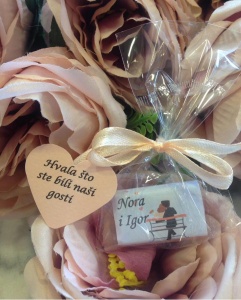 Hvala što
ste bili naši
gosti
Nora
i Igor